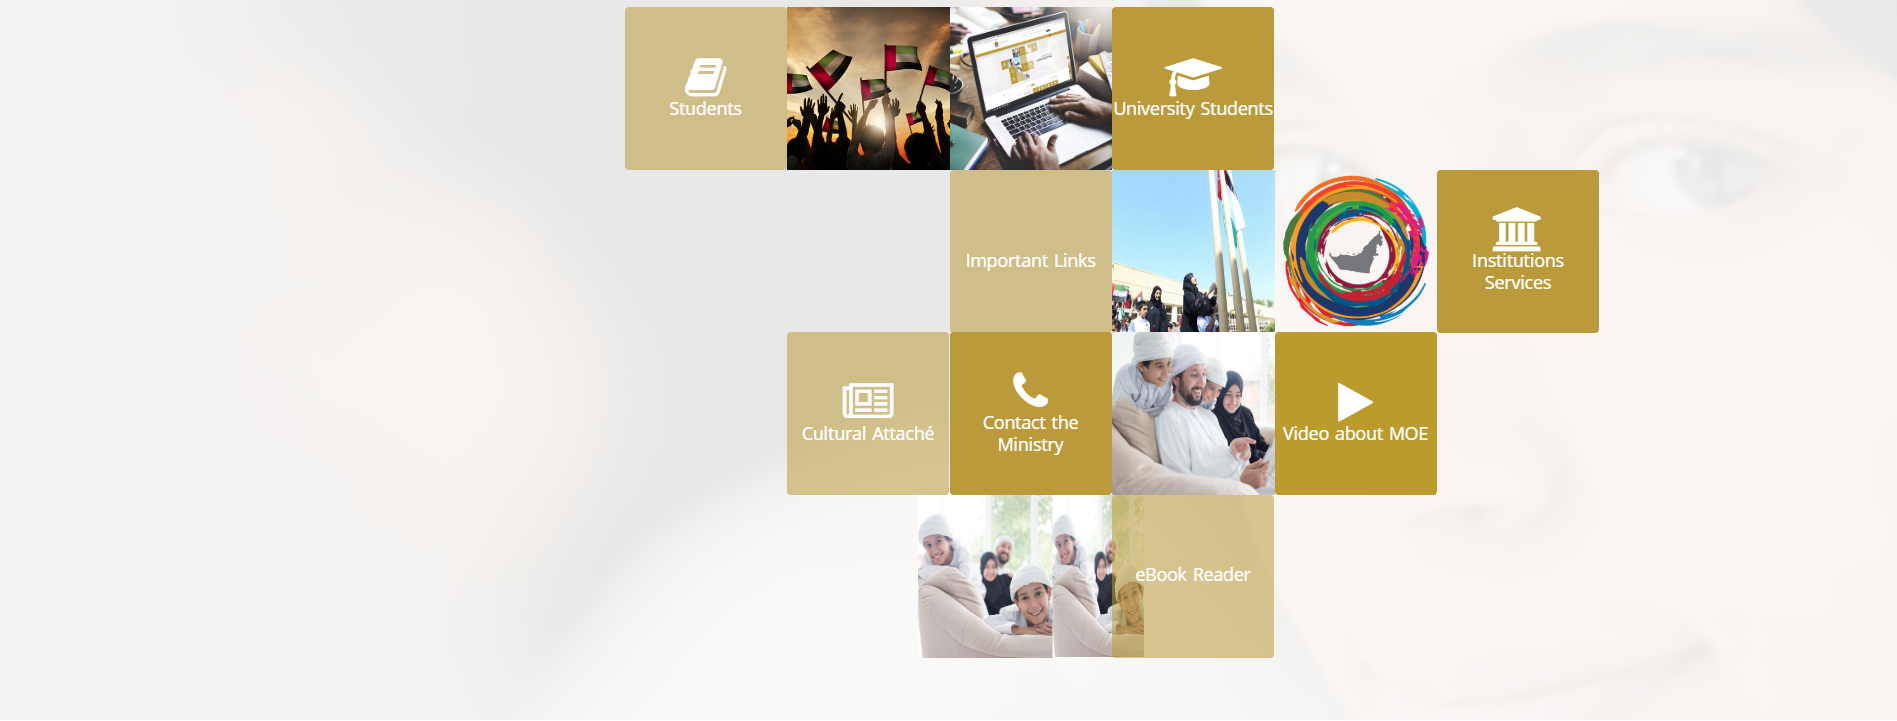 Students
University Students
Important Links
Institutions
Services
Cultural Attaché
Contact the
Ministry
Video about MOE
eBook Reader